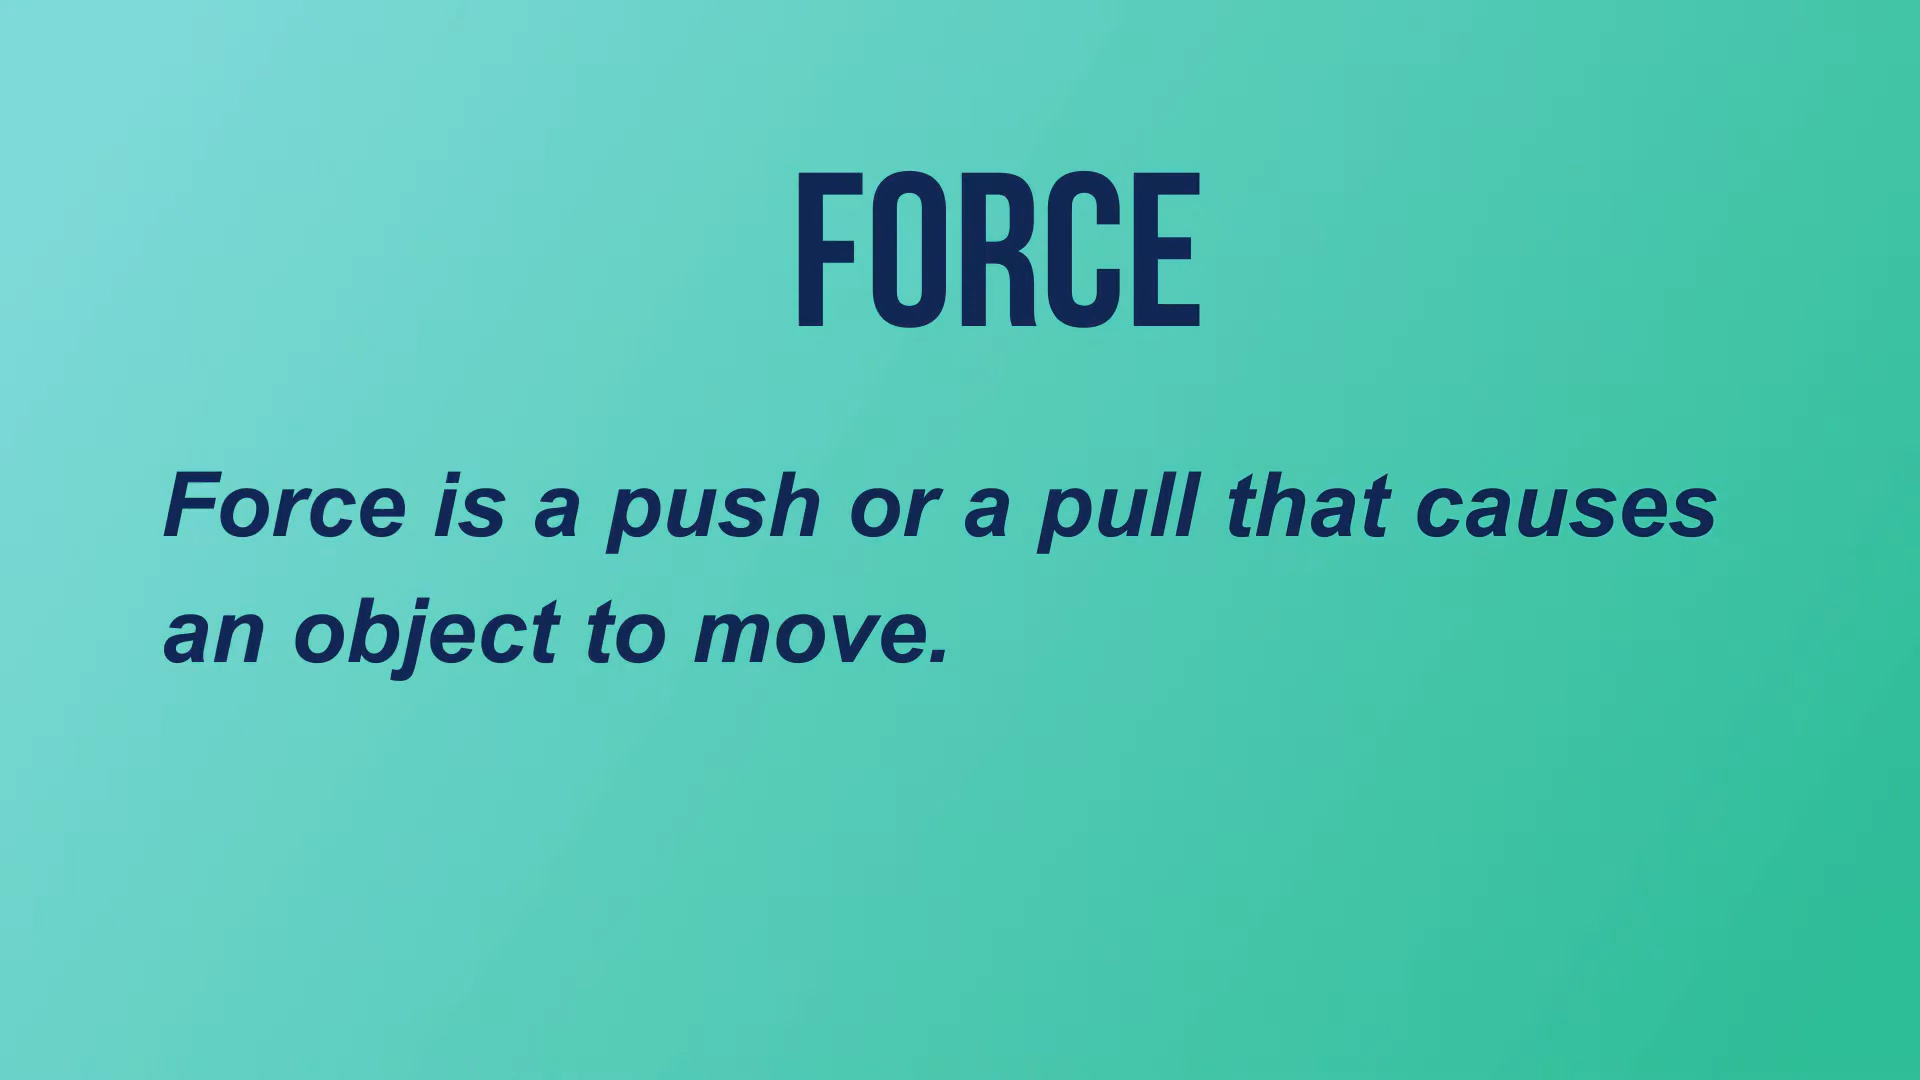 FORCE
Force is a push or a pull that causes
an object to move.